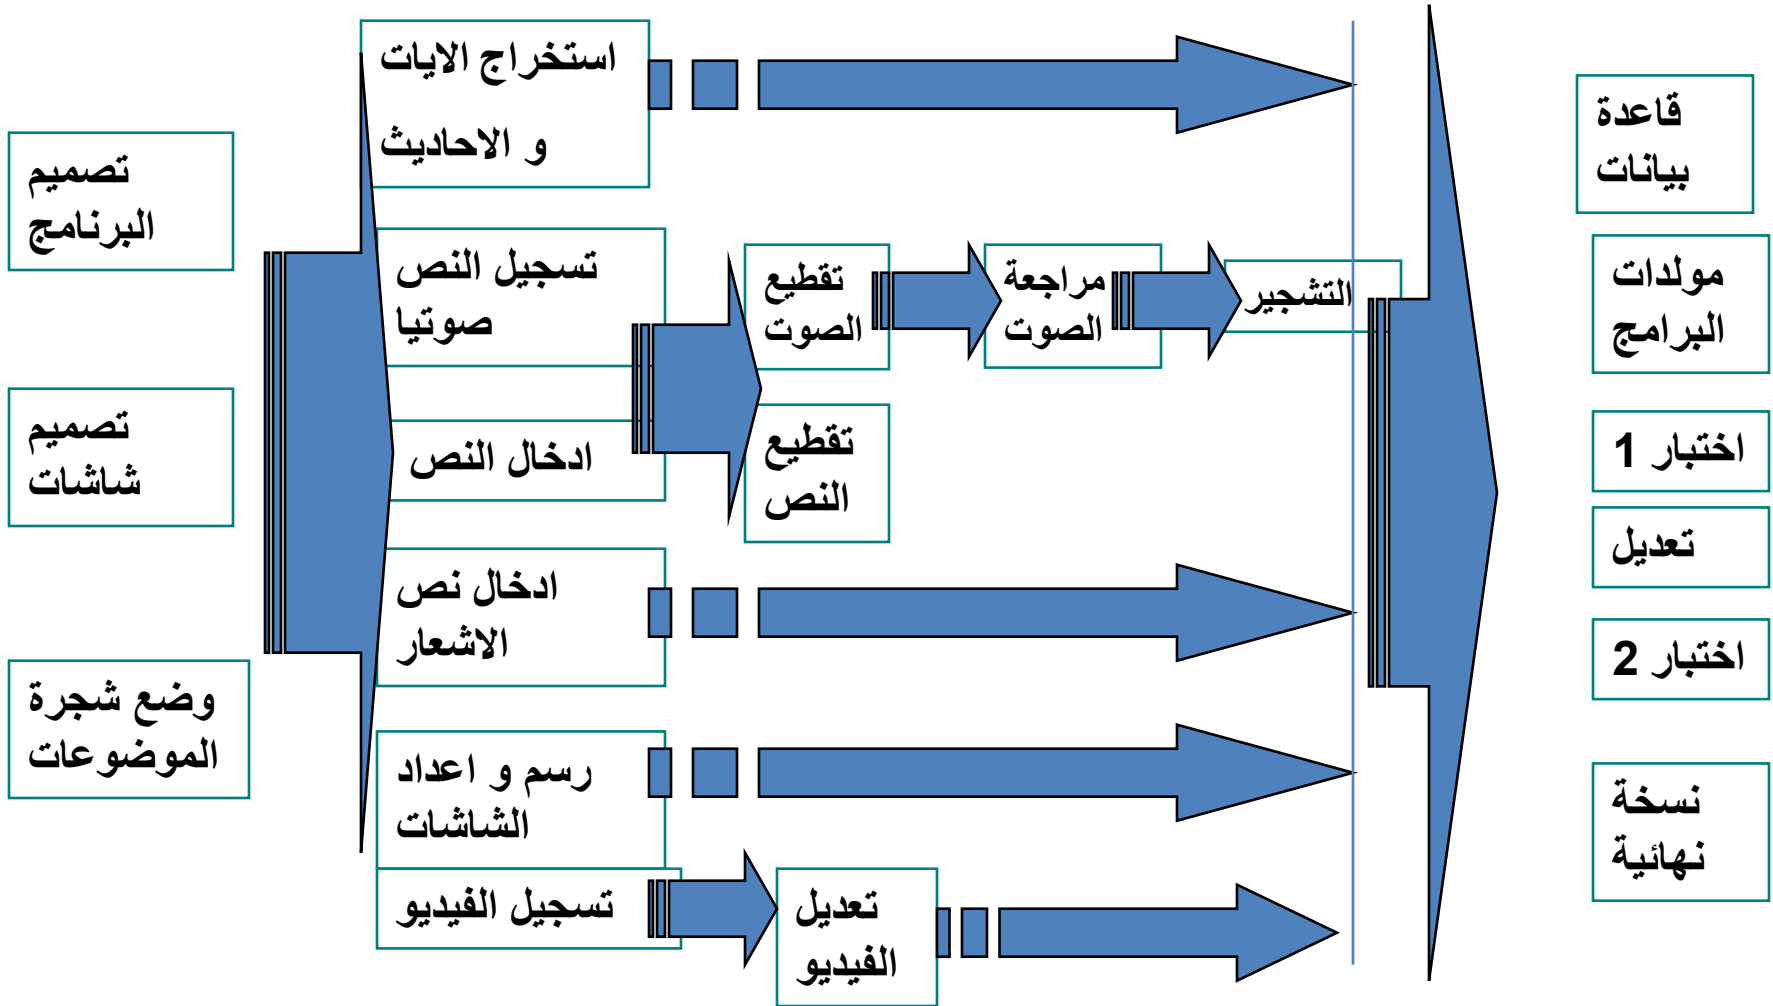 تصميم
البرنامج
تصميم
شاشات
وضع شجرة
الموضوعات
استخراج الايات
و الاحاديث
تسجيل النص
صوتيا
ادخال النص
ادخال نص
الاشعار
رسم و اعداد
الشاشات
تسجيل الفيديو
تقطيع
الصوت
تقطيع
النص
تعديل
الفيديو
مراجعة
الصوت
التشجير
قاعدة
بيانات
مولدات
البرامج
اختبار 1
تعديل
اختبار 2
نسخة
نهائية